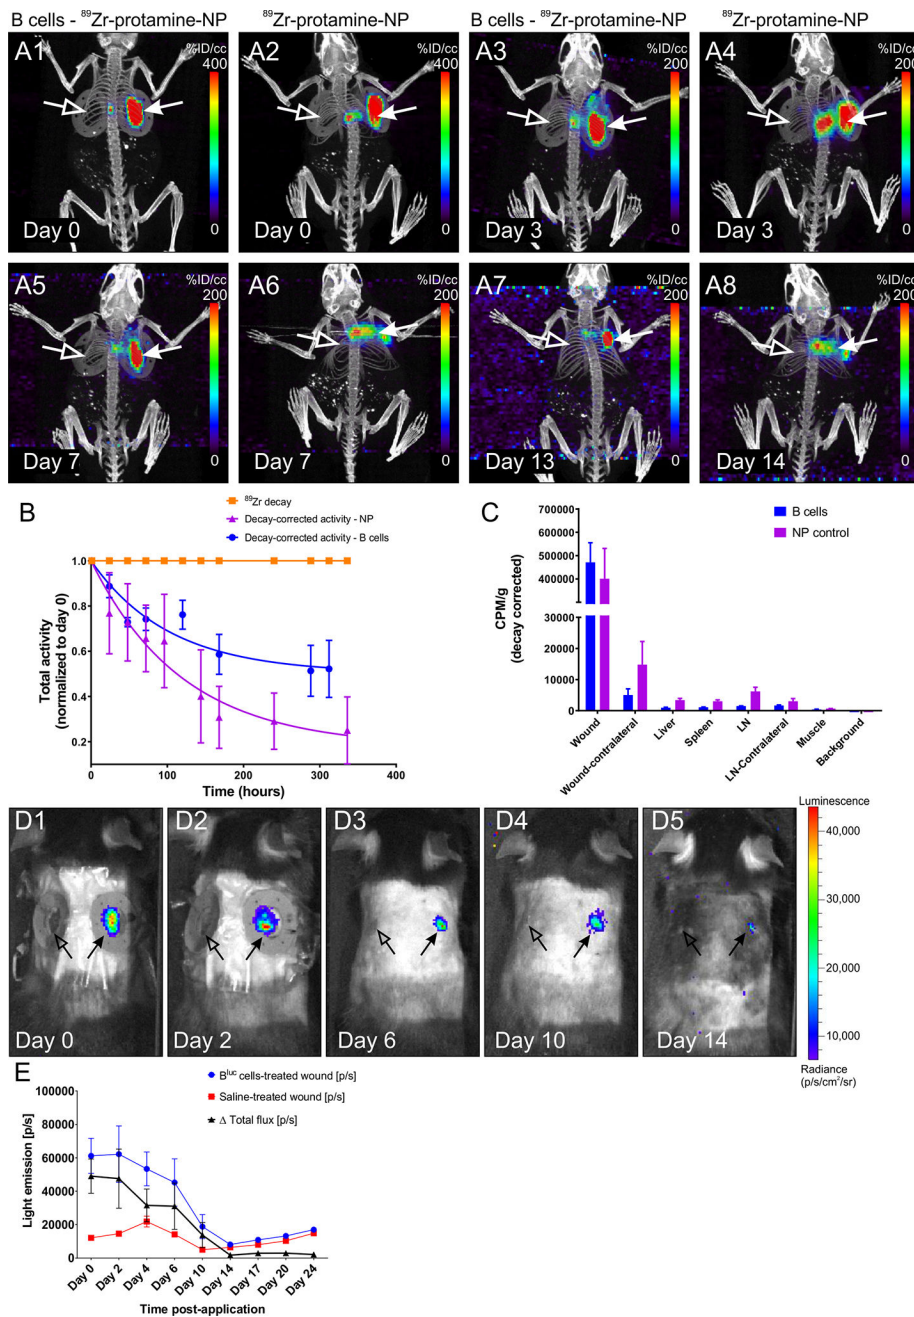 B cells - ⁸⁹Zr-protamine-NP
⁸⁹Zr-protamine-NP
B cells - ⁸⁹Zr-protamine-NP
⁸⁹Zr-protamine-NP
A1
%ID/cc
400
0
Day 0
A2
%ID/cc
400
0
Day 0
A3
%ID/cc
200
0
Day 3
A4
%ID/cc
200
0
Day 3
A5
%ID/cc
200
0
Day 7
A6
%ID/cc
200
0
Day 7
A7
%ID/cc
200
0
Day 13
A8
%ID/cc
200
0
Day 14
B
⁸⁹Zr decay
Decay-corrected activity - NP
Decay-corrected activity - B cells
Total activity
(normalized to day 0)
1.0
0.8
0.6
0.4
0.2
0
100
200
300
400
Time (hours)
C
B cells
NP control
CPM/g
(decay corrected)
700000
600000
500000
400000
30000
20000
10000
0
Wound
Wound-contralateral
Liver
Spleen
LN
LN-Contralateral
Muscle
Background
D1
Day 0
D2
Day 2
D3
Day 6
D4
Day 10
D5
Day 14
Luminescence
40,000
30,000
20,000
10,000
Radiance
(p/s/cm²/sr)
E
Bˡᵘᶜ cells-treated wound [p/s]
Saline-treated wound [p/s]
Δ Total flux [p/s]
Light emission [p/s]
100000
80000
60000
40000
20000
0
Day 0
Day 2
Day 4
Day 6
Day 10
Day 14
Day 17
Day 20
Day 24
Time post-application